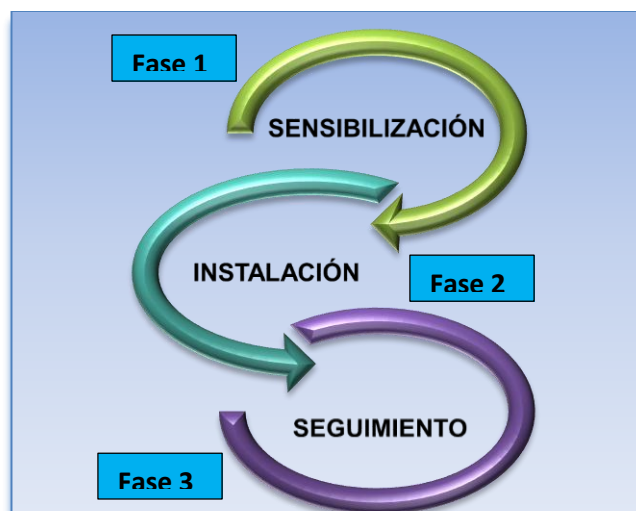 Fase 1
SENSIBILIZACIÓN
INSTALACIÓN
Fase 2
SEGUIMIENTO
Fase 3